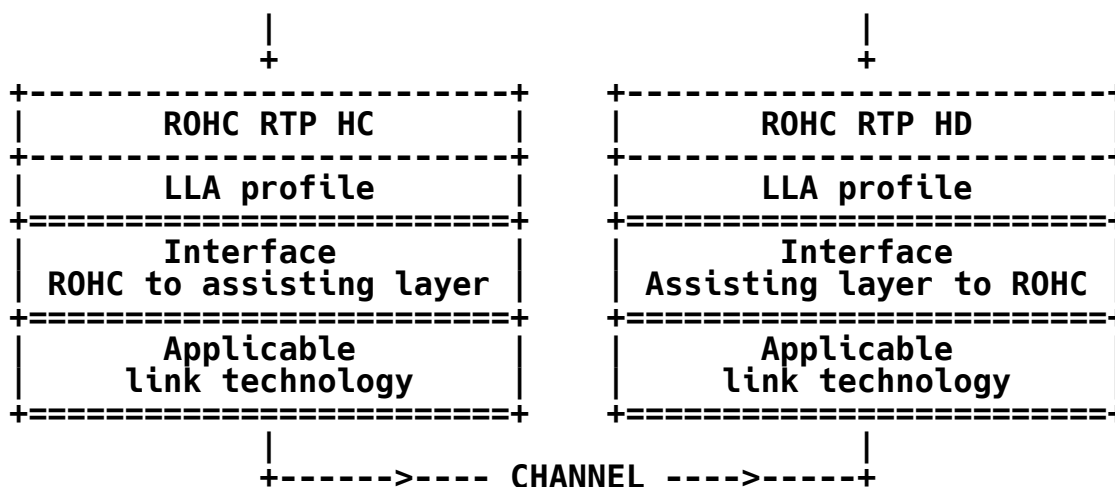 ROHC RTP HC ROHC RTP HD
LLA profile LLA profile
Interface Interface
ROHC to assisting layer Assisting layer to ROHC
Applicable Applicable
link technology link technology
CHANNEL